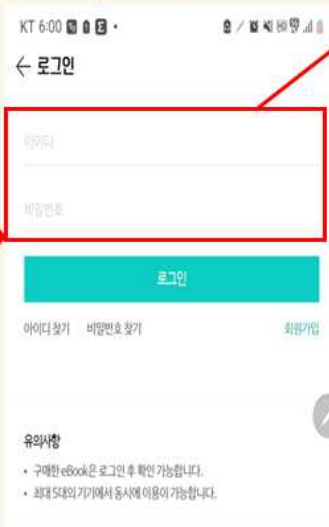 KT 6:00
← 로그인
아이디
비밀번호
로그인
아이디 찾기 비밀번호 찾기 회원가입
유의사항
• 구매한 eBook은 로그인 후 확인 가능합니다.
• 최대 5대의 기기에서 동시에 이용이 가능합니다.